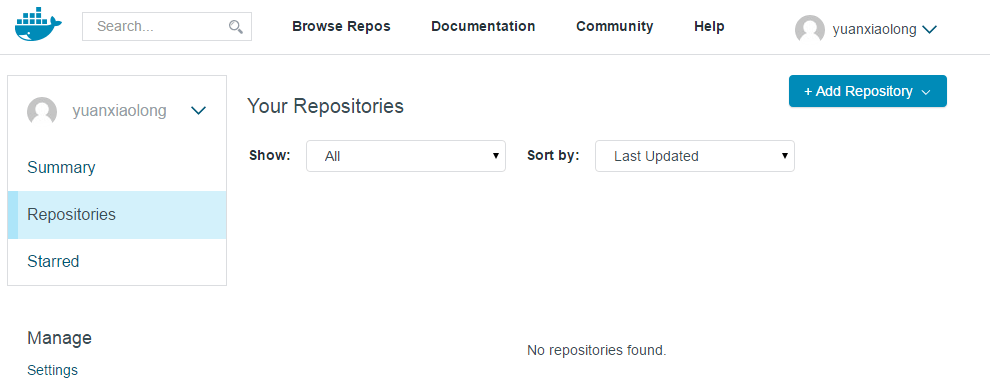 Search... Browse Repos Documentation Community Help yuanxiaolong
yuanxiaolong
Summary
Repositories
Starred
Manage
Settings
Your Repositories + Add Repository
Show: All Sort by: Last Updated
No repositories found.